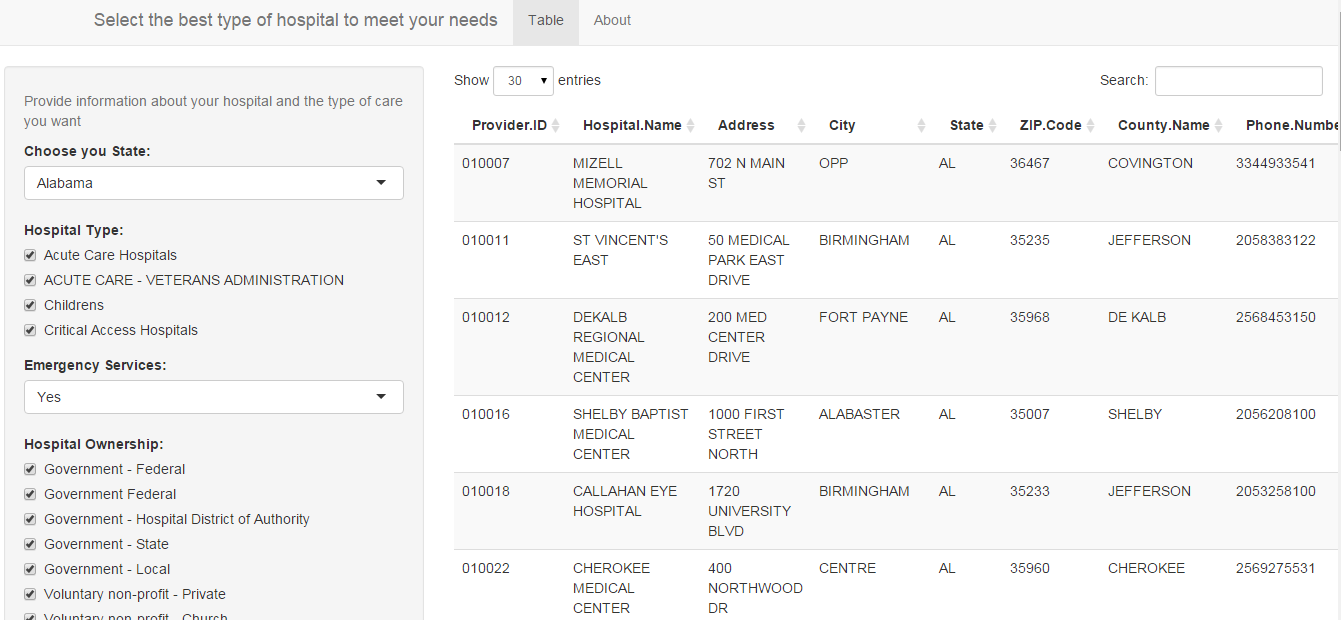 Select the best type of hospital to meet your needs Table About
Provide information about your hospital and the type of care
you want
Choose you State:
Alabama
Hospital Type:
Acute Care Hospitals
ACUTE CARE - VETERANS ADMINISTRATION
Childrens
Critical Access Hospitals
Emergency Services:
Yes
Hospital Ownership:
Government - Federal
Government Federal
Government - Hospital District of Authority
Government - State
Government - Local
Voluntary non-profit - Private
Voluntary non-profit - Church
Show 30 entries Search:
Provider.ID Hospital.Name Address City State ZIP.Code County.Name Phone.Numbe
010007 MIZELL 702 N MAIN OPP AL 36467 COVINGTON 3344933541
MEMORIAL ST
HOSPITAL
010011 ST VINCENT'S 50 MEDICAL BIRMINGHAM AL 35235 JEFFERSON 2058383122
EAST PARK EAST
DRIVE
010012 DEKALB 200 MED FORT PAYNE AL 35968 DE KALB 2568453150
REGIONAL CENTER
MEDICAL DRIVE
CENTER
010016 SHELBY BAPTIST 1000 FIRST ALABASTER AL 35007 SHELBY 2056208100
MEDICAL STREET
CENTER NORTH
010018 CALLAHAN EYE 1720 BIRMINGHAM AL 35233 JEFFERSON 2053258100
HOSPITAL UNIVERSITY
BLVD
010022 CHEROKEE 400 CENTRE AL 35960 CHEROKEE 2569275531
MEDICAL NORTHWOOD
CENTER DR